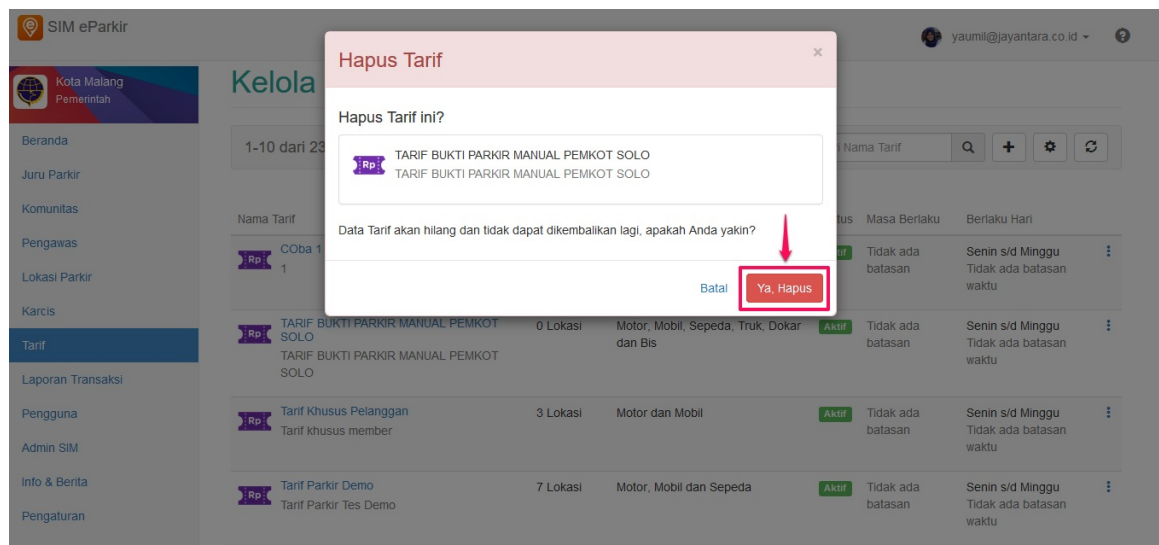 SIM eParkir
yaumil@jayantara.co.id
Kota Malang
Pemerintah
Beranda
Juru Parkir
Komunitas
Pengawas
Lokasi Parkir
Karcis
Tarif
Laporan Transaksi
Pengguna
Admin SIM
Info & Berita
Pengaturan
Kelola
1-10 dari 23
Nama Tarif
Hapus Tarif
×
Hapus Tarif ini?
Rp
TARIF BUKTI PARKIR MANUAL PEMKOT SOLO
TARIF BUKTI PARKIR MANUAL PEMKOT SOLO
Data Tarif akan hilang dan tidak dapat dikembalikan lagi, apakah Anda yakin?
Batal
Ya, Hapus
Nama Tarif
tus
Masa Berlaku
Berlaku Hari
Rp
COba 1
1
Tidak ada
batasan
Senin s/d Minggu
Tidak ada batasan
waktu
Rp
TARIF BUKTI PARKIR MANUAL PEMKOT
SOLO
TARIF BUKTI PARKIR MANUAL PEMKOT
SOLO
0 Lokasi
Motor, Mobil, Sepeda, Truk, Dokar
dan Bis
Aktif
Tidak ada
batasan
Senin s/d Minggu
Tidak ada batasan
waktu
Rp
Tarif Khusus Pelanggan
Tarif khusus member
3 Lokasi
Motor dan Mobil
Aktif
Tidak ada
batasan
Senin s/d Minggu
Tidak ada batasan
waktu
Rp
Tarif Parkir Demo
Tarif Parkir Tes Demo
7 Lokasi
Motor, Mobil dan Sepeda
Aktif
Tidak ada
batasan
Senin s/d Minggu
Tidak ada batasan
waktu